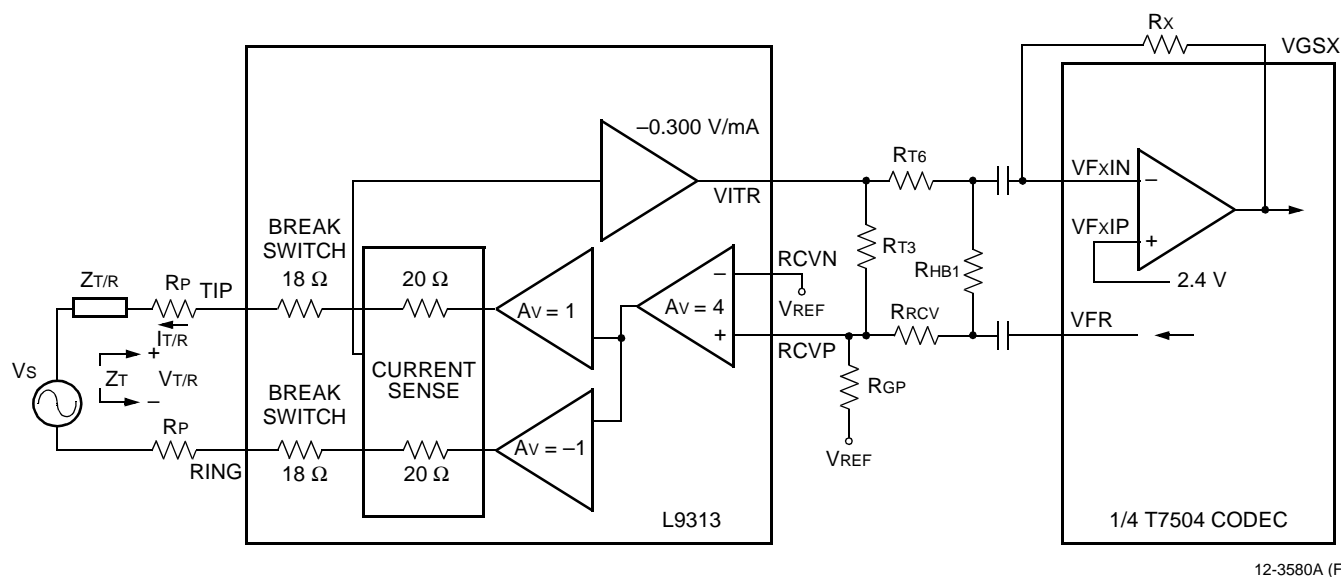 RX
VGSX
–0.300 V/mA
RT6
VFXIN
–
VITR
BREAK
SWITCH
18 Ω
RT3
RHB1
VFXIP
+
2.4 V
ZT/R
RP
TIP
20 Ω
AV = 1
AV = 4
–
+
RCVN
VREF
RRCV
VFR
IT/R
RCVP
CURRENT
SENSE
VS
ZT
+
VT/R
–
BREAK
SWITCH
RGP
RP
RING
18 Ω
20 Ω
AV = –1
VREF
L9313
1/4 T7504 CODEC
12-3580A (F